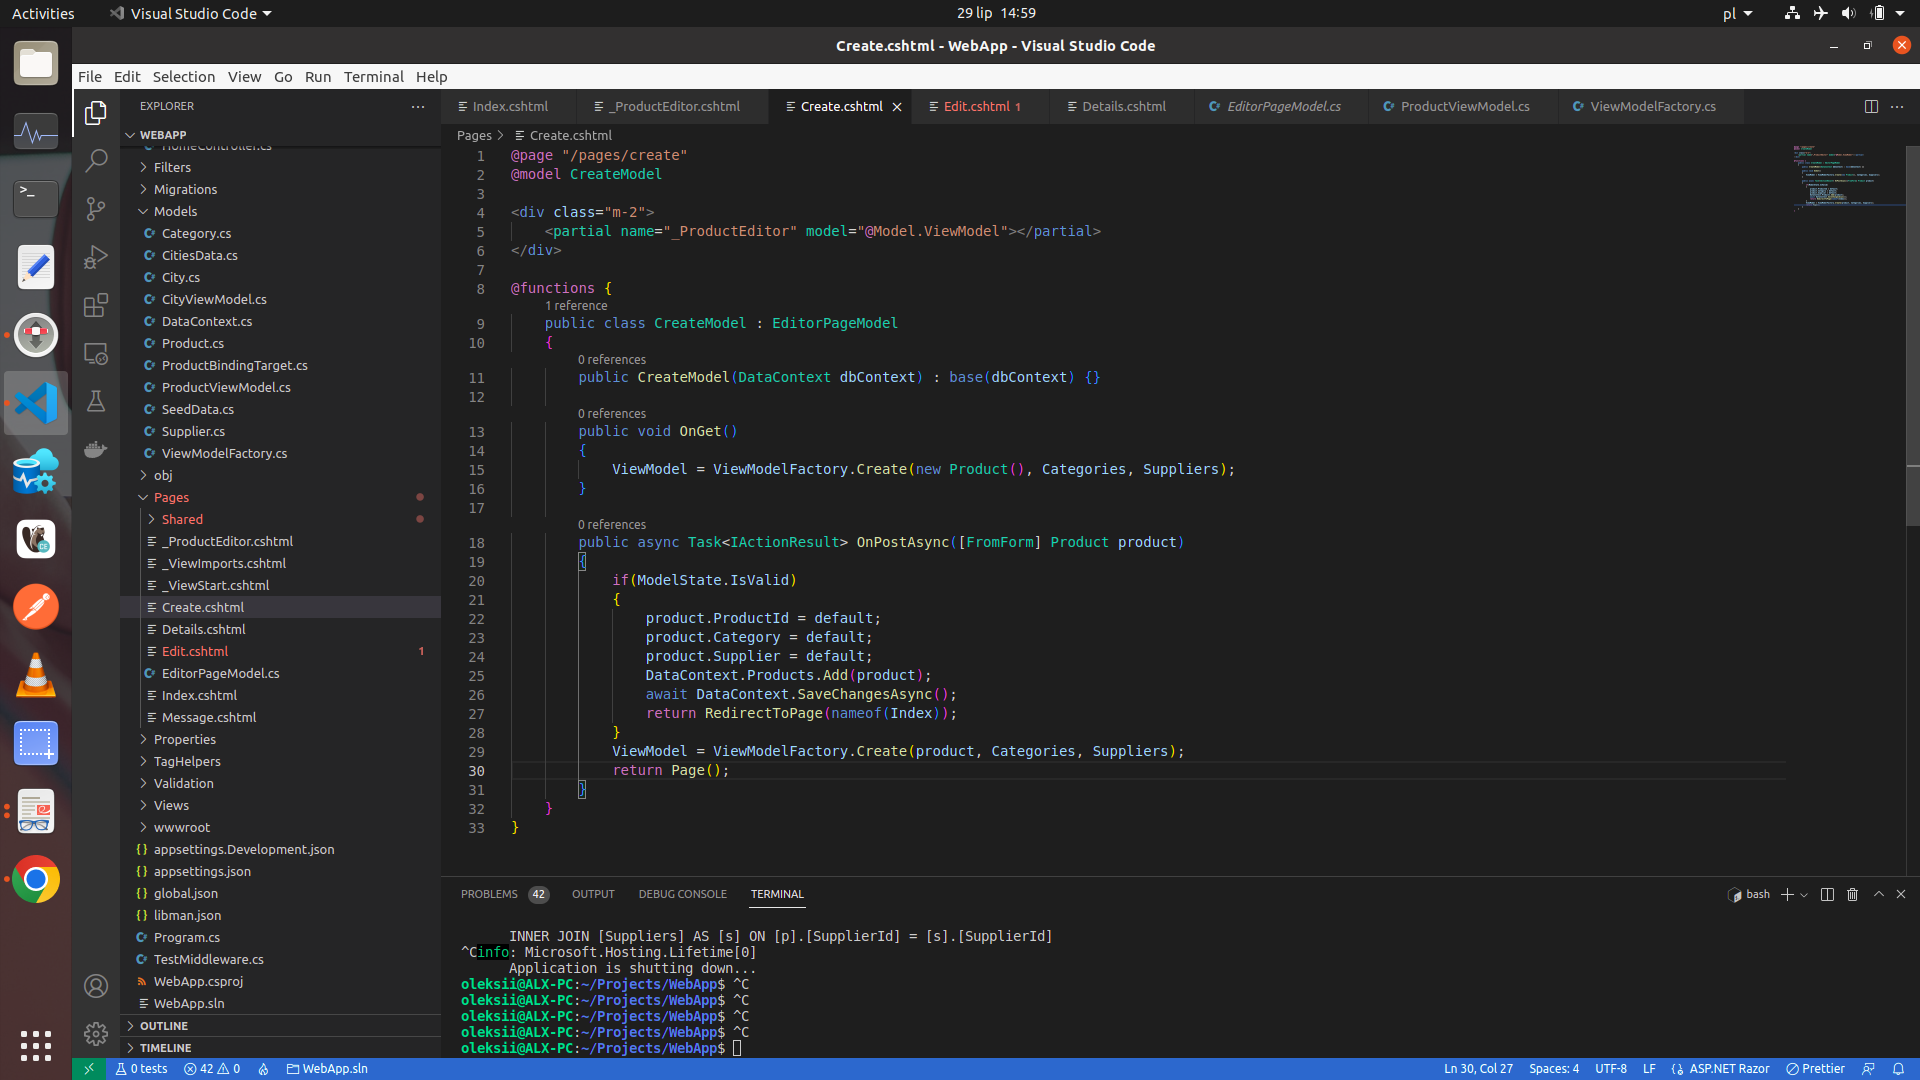 Activities
Visual Studio Code
29 lip 14:59
pl
Create.cshtml - WebApp - Visual Studio Code
File Edit Selection View Go Run Terminal Help
EXPLORER
WEBAPP
HomeController.cs
Filters
Migrations
Models
Category.cs
CitiesData.cs
City.cs
CityViewModel.cs
DataContext.cs
Product.cs
ProductBindingTarget.cs
ProductViewModel.cs
SeedData.cs
Supplier.cs
ViewModelFactory.cs
obj
Pages
Shared
_ProductEditor.cshtml
_ViewImports.cshtml
_ViewStart.cshtml
Create.cshtml
Details.cshtml
Edit.cshtml 1
EditorPageModel.cs
Index.cshtml
Message.cshtml
Properties
TagHelpers
Validation
Views
wwwroot
appsettings.Development.json
appsettings.json
global.json
libman.json
Program.cs
TestMiddleware.cs
WebApp.csproj
WebApp.sln
OUTLINE
TIMELINE
Index.cshtml _ProductEditor.cshtml Create.cshtml Edit.cshtml 1 Details.cshtml EditorPageModel.cs ProductViewModel.cs ViewModelFactory.cs
Pages > Create.cshtml
1 @page "/pages/create"
2 @model CreateModel
3
4 <div class="m-2">
5 <partial name="_ProductEditor" model="@Model.ViewModel"></partial>
6 </div>
7
8 @functions {
1 reference
9 public class CreateModel : EditorPageModel
10 {
0 references
11 public CreateModel(DataContext dbContext) : base(dbContext) {}
12
0 references
13 public void OnGet()
14 {
15 ViewModel = ViewModelFactory.Create(new Product(), Categories, Suppliers);
16 }
17
0 references
18 public async Task<IActionResult> OnPostAsync([FromForm] Product product)
19 {
20 if(ModelState.IsValid)
21 {
22 product.ProductId = default;
23 product.Category = default;
24 product.Supplier = default;
25 DataContext.Products.Add(product);
26 await DataContext.SaveChangesAsync();
27 return RedirectToPage(nameof(Index));
28 }
29 ViewModel = ViewModelFactory.Create(product, Categories, Suppliers);
30 return Page();
31 }
32 }
33 }
PROBLEMS 42 OUTPUT DEBUG CONSOLE TERMINAL
bash
INNER JOIN [Suppliers] AS [s] ON [p].[SupplierId] = [s].[SupplierId]
^Cinfo: Microsoft.Hosting.Lifetime[0]
Application is shutting down...
oleksii@ALX-PC:~/Projects/WebApp$ ^C
oleksii@ALX-PC:~/Projects/WebApp$ ^C
oleksii@ALX-PC:~/Projects/WebApp$ ^C
oleksii@ALX-PC:~/Projects/WebApp$ ^C
oleksii@ALX-PC:~/Projects/WebApp$
0 tests 42 0 WebApp.sln
Ln 30, Col 27 Spaces: 4 UTF-8 LF ASP.NET Razor Prettier